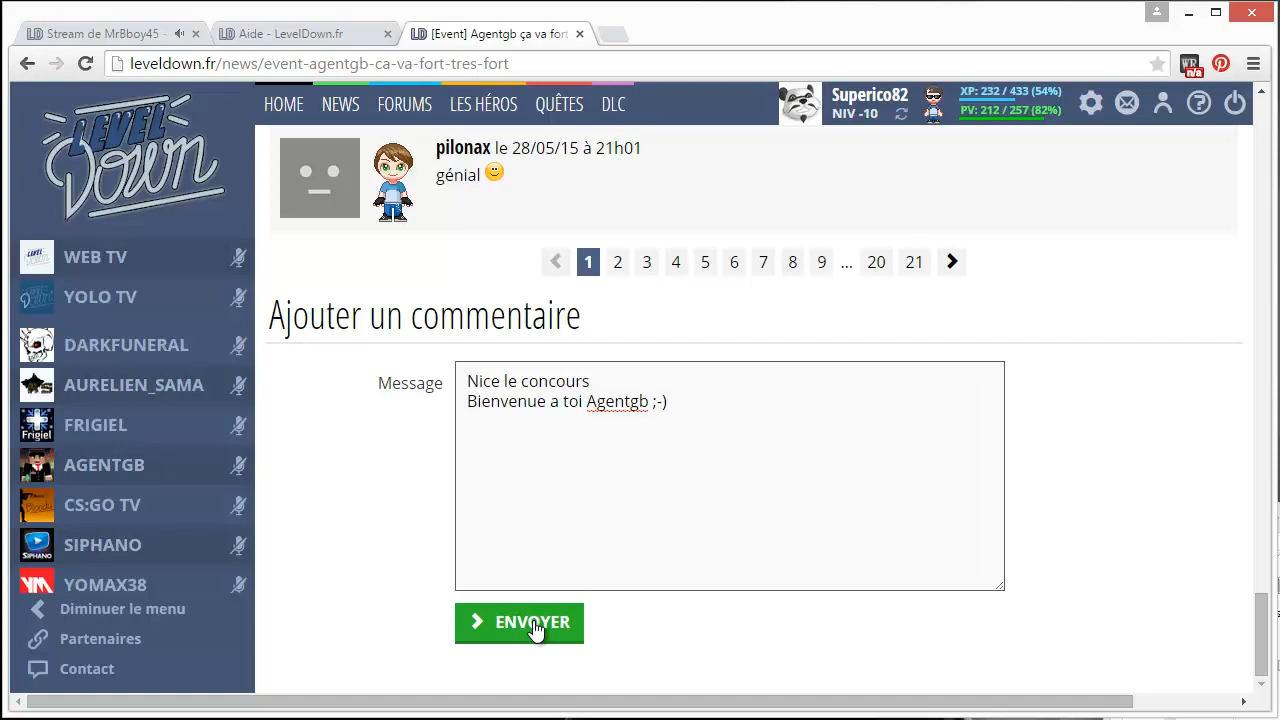 Stream de MrBboy45 -
Aide - LevelDown.fr
[Event] Agentgb ça va fort
leveldown.fr/news/event-agentgb-ca-va-fort-tres-fort
WR
n/a
LEVEL
Down
HOME
NEWS
FORUMS
LES HÉROS
QUÊTES
DLC
Superico82
NIV -10
XP: 232 / 433 (54%)
PV: 212 / 257 (82%)
pilonax le 28/05/15 à 21h01
génial
1 2 3 4 5 6 7 8 9 ... 20 21
Ajouter un commentaire
Message
Nice le concours
Bienvenue a toi Agentgb ;-)
ENVOYER
WEB TV
YOLO TV
DARKFUNERAL
AURELIEN_SAMA
Frigiel
FRIGIEL
AGENTGB
CS:GO TV
SIPHANO
SIPHANO
YM
YOMAX38
Diminuer le menu
Partenaires
Contact